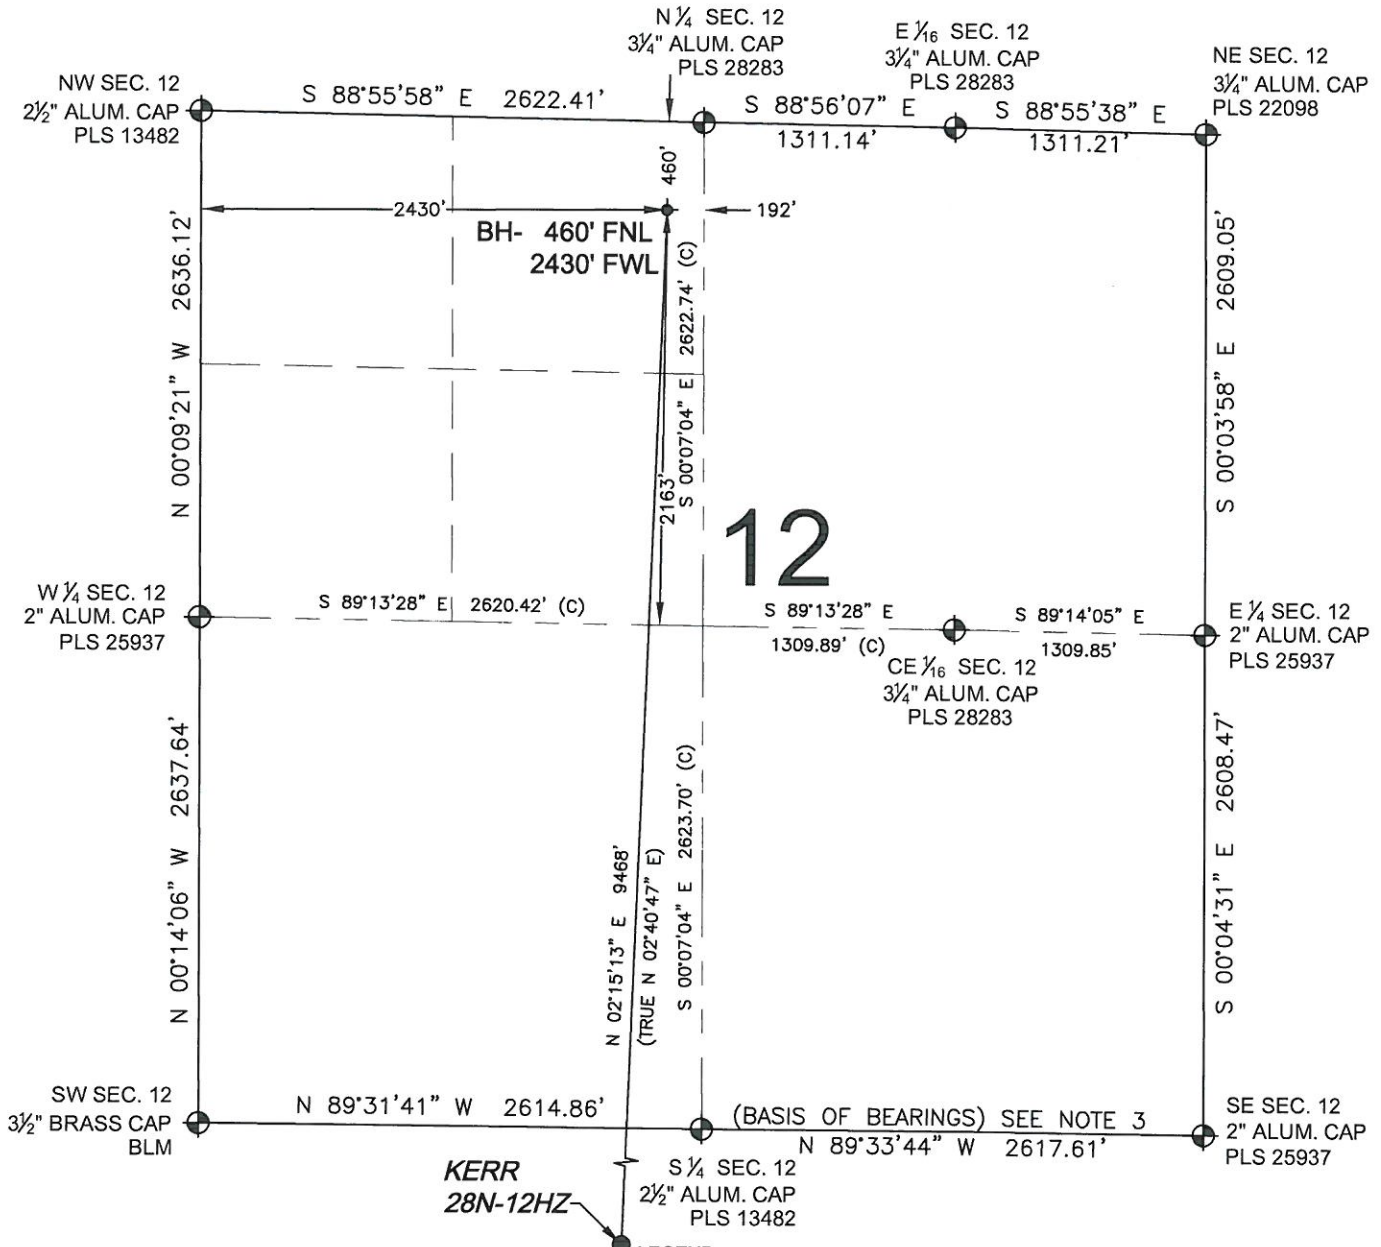 N ¼ SEC. 12
3¼" ALUM. CAP
PLS 28283
E 1/16 SEC. 12
3¼" ALUM. CAP
PLS 28283
NE SEC. 12
3¼" ALUM. CAP
PLS 22098
NW SEC. 12
2½" ALUM. CAP
PLS 13482
S 88°55'58" E 2622.41'
S 88°56'07" E
1311.14'
S 88°55'38" E
1311.21'
460'
2430'
192'
BH- 460' FNL
2430' FWL
N 00°09'21" W 2636.12'
2163'
S 00°07'04" E 2622.74' (C)
S 00°03'58" E 2609.05'
12
W ¼ SEC. 12
2" ALUM. CAP
PLS 25937
S 89°13'28" E 2620.42' (C)
S 89°13'28" E
1309.89' (C)
S 89°14'05" E
1309.85'
E ¼ SEC. 12
2" ALUM. CAP
PLS 25937
CE 1/16 SEC. 12
3¼" ALUM. CAP
PLS 28283
N 00°14'06" W 2637.64'
N 02°15'13" E 9468'
(TRUE N 02°40'47" E)
S 00°07'04" E 2623.70' (C)
S 00°04'31" E 2608.47'
SW SEC. 12
3½" BRASS CAP
BLM
N 89°31'41" W 2614.86'
(BASIS OF BEARINGS) SEE NOTE 3
N 89°33'44" W 2617.61'
SE SEC. 12
2" ALUM. CAP
PLS 25937
KERR
28N-12HZ
S ¼ SEC. 12
2½" ALUM. CAP
PLS 13482